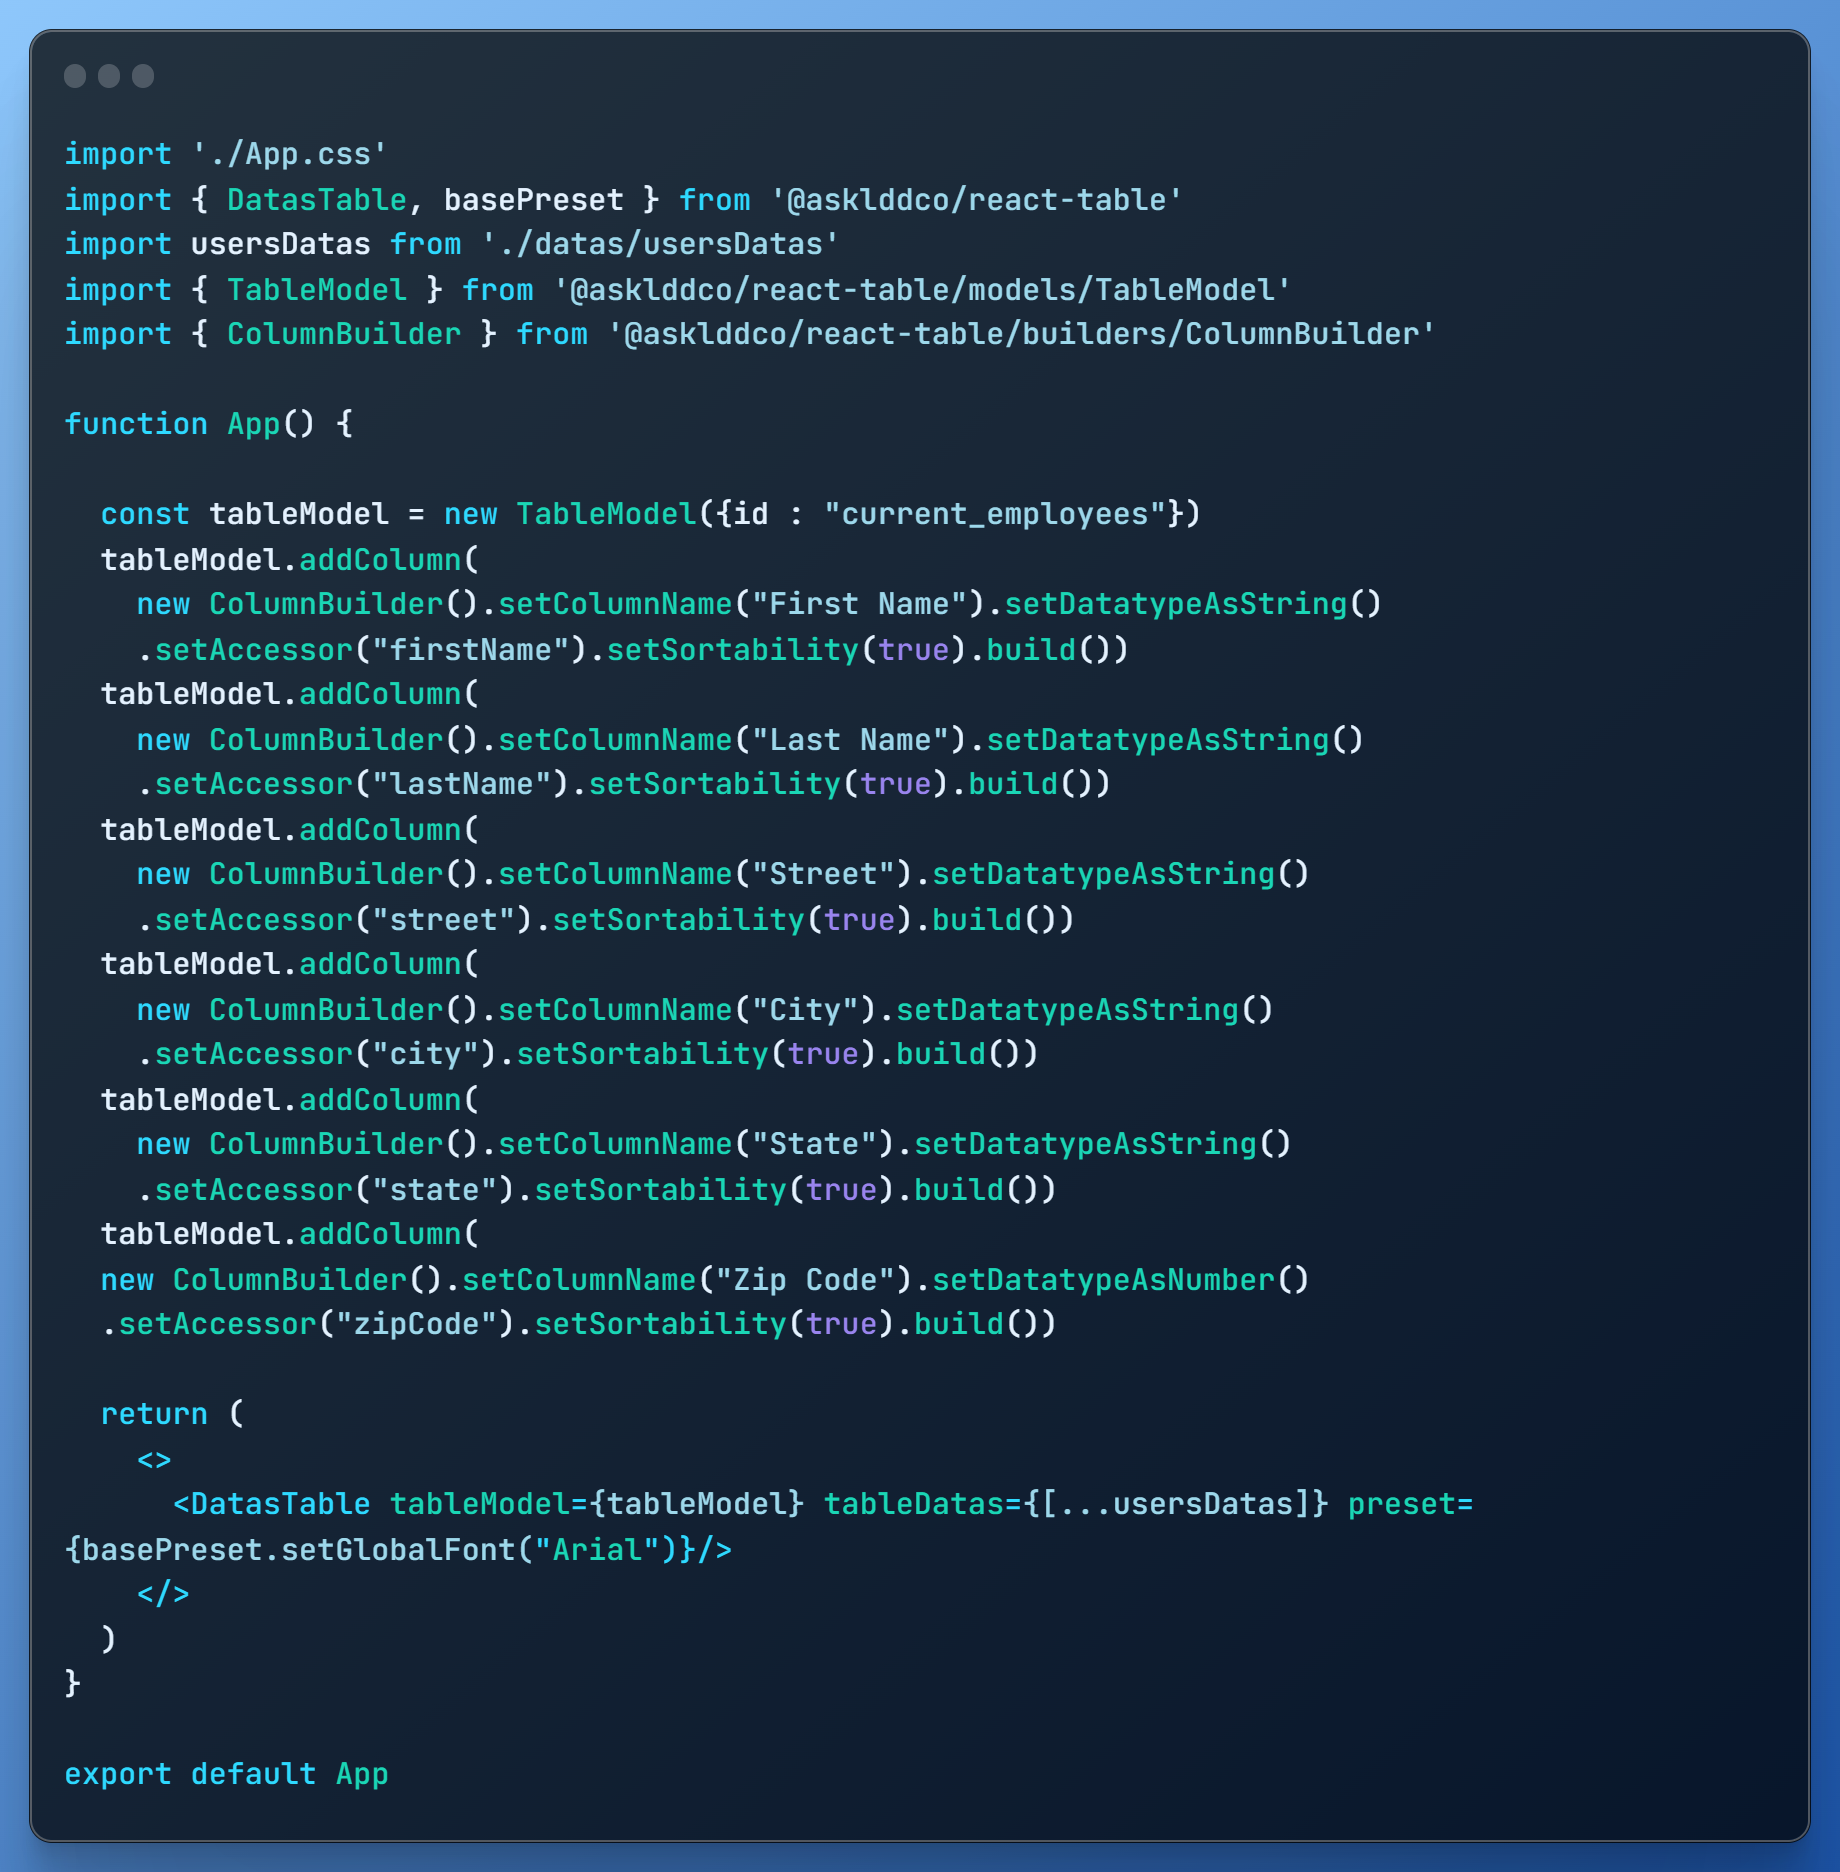 import './App.css'
import { DatasTable, basePreset } from '@asklddco/react-table'
import usersDatas from './datas/usersDatas'
import { TableModel } from '@asklddco/react-table/models/TableModel'
import { ColumnBuilder } from '@asklddco/react-table/builders/ColumnBuilder'

function App() {

  const tableModel = new TableModel({id : "current_employees"})
  tableModel.addColumn(
    new ColumnBuilder().setColumnName("First Name").setDatatypeAsString()
    .setAccessor("firstName").setSortability(true).build())
  tableModel.addColumn(
    new ColumnBuilder().setColumnName("Last Name").setDatatypeAsString()
    .setAccessor("lastName").setSortability(true).build())
  tableModel.addColumn(
    new ColumnBuilder().setColumnName("Street").setDatatypeAsString()
    .setAccessor("street").setSortability(true).build())
  tableModel.addColumn(
    new ColumnBuilder().setColumnName("City").setDatatypeAsString()
    .setAccessor("city").setSortability(true).build())
  tableModel.addColumn(
    new ColumnBuilder().setColumnName("State").setDatatypeAsString()
    .setAccessor("state").setSortability(true).build())
  tableModel.addColumn(
  new ColumnBuilder().setColumnName("Zip Code").setDatatypeAsNumber()
  .setAccessor("zipCode").setSortability(true).build())

  return (
    <>
      <DatasTable tableModel={tableModel} tableDatas={[...usersDatas]} preset=
{basePreset.setGlobalFont("Arial")}/>
    </>
  )
}

export default App